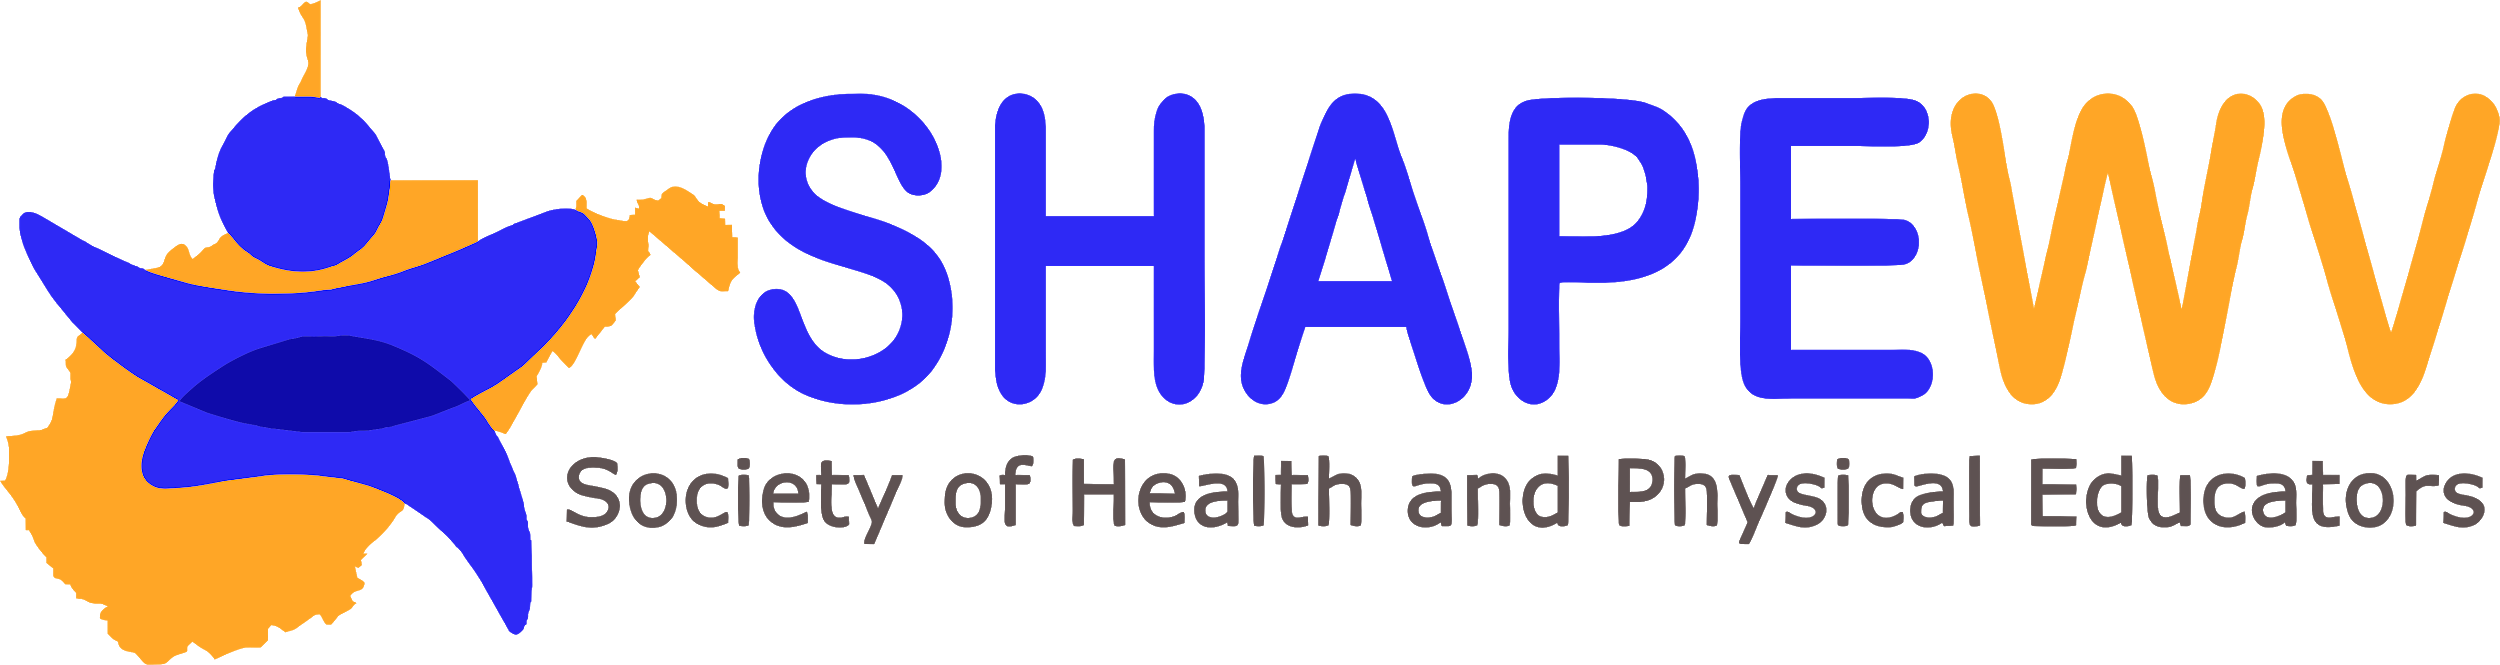 SHAPEWV
Society of Health and Physical Educators